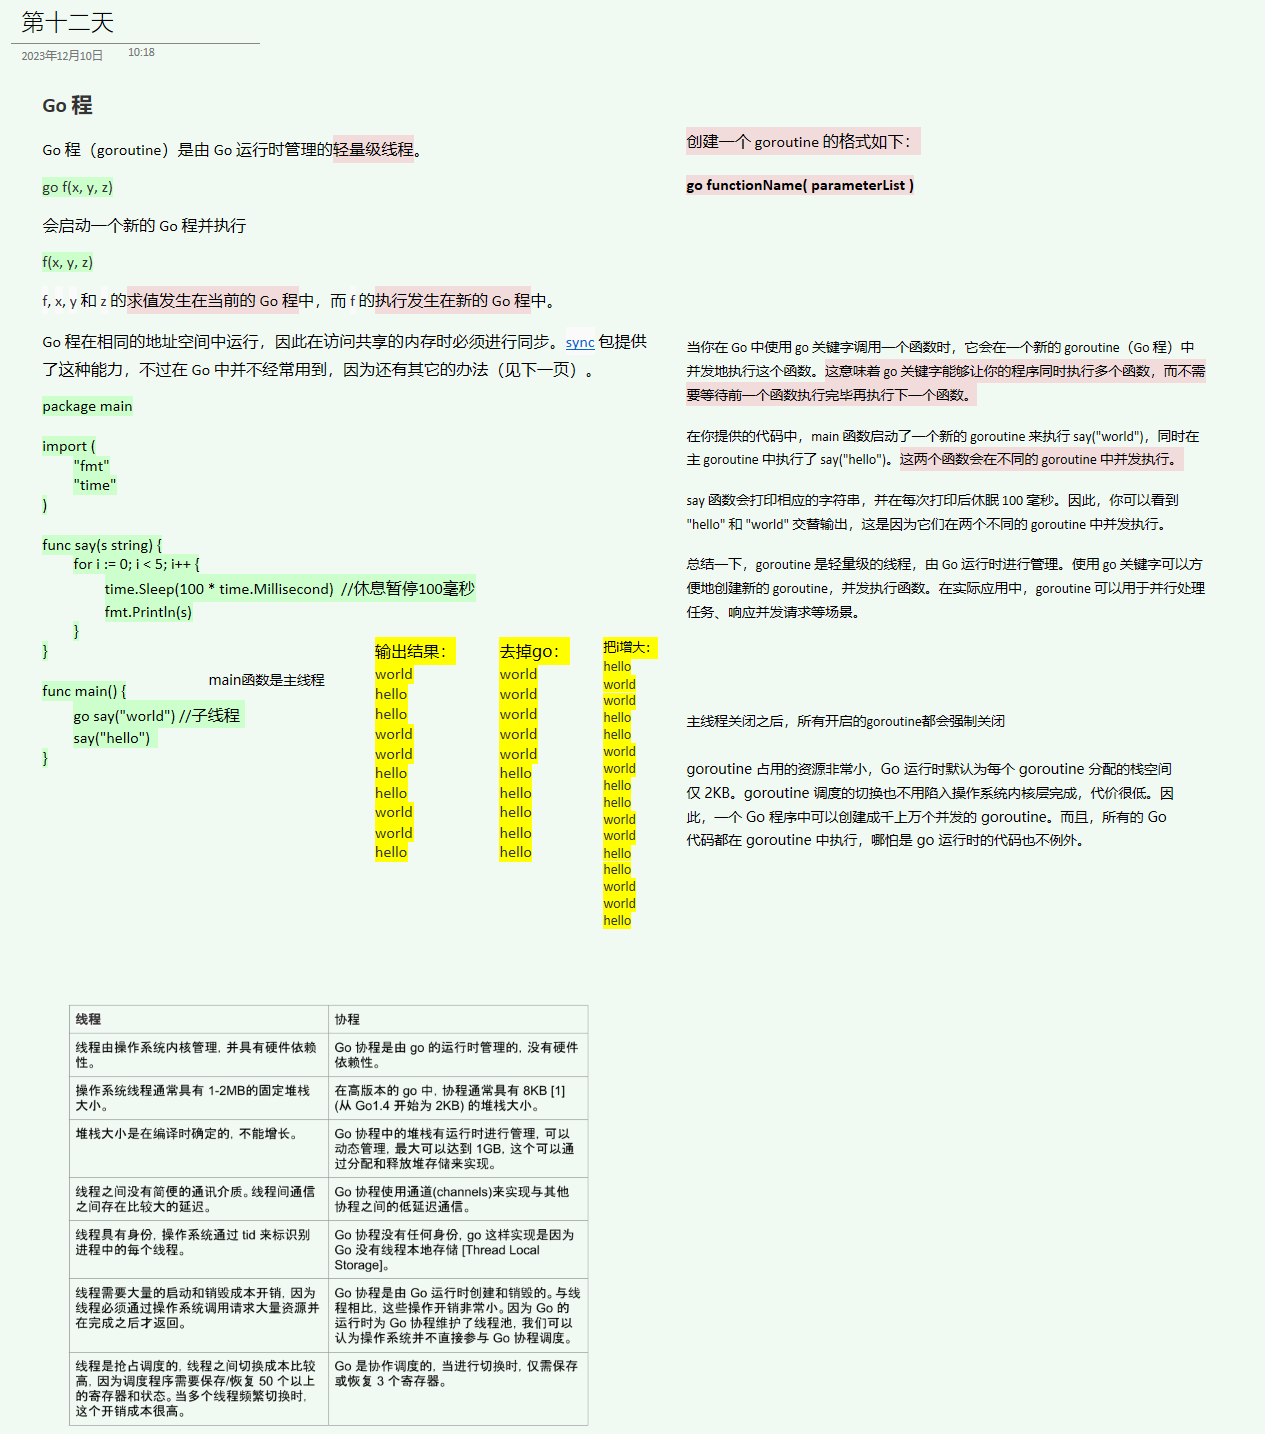 第十二天
2023年12月10日 10:18
Go 程
Go 程（goroutine）是由 Go 运行时管理的轻量级线程。
go f(x, y, z)
会启动一个新的 Go 程并执行
f(x, y, z)
f, x, y 和 z 的求值发生在当前的 Go 程中，而 f 的执行发生在新的 Go 程中。
Go 程在相同的地址空间中运行，因此在访问共享的内存时必须进行同步。sync 包提供
了这种能力，不过在 Go 中并不经常用到，因为还有其它的办法（见下一页）。
package main
import (
"fmt"
"time"
)
func say(s string) {
for i := 0; i < 5; i++ {
time.Sleep(100 * time.Millisecond) //休息暂停100毫秒
fmt.Println(s)
}
}
func main() {
go say("world") //子线程
say("hello")
}
main函数是主线程
输出结果：
world
hello
hello
world
world
hello
hello
world
world
hello
去掉go：
world
world
world
world
world
hello
hello
hello
hello
hello
把i增大：
hello
world
world
hello
hello
world
world
hello
hello
world
world
hello
hello
world
world
hello
创建一个 goroutine 的格式如下：
go functionName( parameterList )
当你在 Go 中使用 go 关键字调用一个函数时，它会在一个新的 goroutine（Go 程）中
并发地执行这个函数。这意味着 go 关键字能够让你的程序同时执行多个函数，而不需
要等待前一个函数执行完毕再执行下一个函数。
在你提供的代码中，main 函数启动了一个新的 goroutine 来执行 say("world")，同时在
主 goroutine 中执行了 say("hello")。这两个函数会在不同的 goroutine 中并发执行。
say 函数会打印相应的字符串，并在每次打印后休眠 100 毫秒。因此，你可以看到
"hello" 和 "world" 交替输出，这是因为它们在两个不同的 goroutine 中并发执行。
总结一下，goroutine 是轻量级的线程，由 Go 运行时进行管理。使用 go 关键字可以方
便地创建新的 goroutine，并发执行函数。在实际应用中，goroutine 可以用于并行处理
任务、响应并发请求等场景。
主线程关闭之后，所有开启的goroutine都会强制关闭
goroutine 占用的资源非常小，Go 运行时默认为每个 goroutine 分配的栈空间
仅 2KB。goroutine 调度的切换也不用陷入操作系统内核层完成，代价很低。因
此，一个 Go 程序中可以创建成千上万个并发的 goroutine。而且，所有的 Go
代码都在 goroutine 中执行，哪怕是 go 运行时的代码也不例外。
线程
协程
线程由操作系统内核管理, 并具有硬件依赖
性。
Go 协程是由 go 的运行时管理的, 没有硬件
依赖性。
操作系统线程通常具有 1-2MB的固定堆栈
大小。
在高版本的 go 中, 协程通常具有 8KB [1]
(从 Go1.4 开始为 2KB) 的堆栈大小。
堆栈大小是在编译时确定的, 不能增长。
Go 协程中的堆栈有运行时进行管理, 可以
动态管理, 最大可以达到 1GB, 这个可以通
过分配和释放堆存储来实现。
线程之间没有简便的通讯介质。线程间通信
之间存在比较大的延迟。
Go 协程使用通道(channels)来实现与其他
协程之间的低延迟通信。
线程具有身份, 操作系统通过 tid 来标识别
进程中的每个线程。
Go 协程没有任何身份, go 这样实现是因为
Go 没有线程本地存储 [Thread Local
Storage]。
线程需要大量的启动和销毁成本开销, 因为
线程必须通过操作系统调用请求大量资源并
在完成之后才返回。
Go 协程是由 Go 运行时创建和销毁的。与线
程相比, 这些操作开销非常小。因为 Go 的
运行时为 Go 协程维护了线程池, 我们可以
认为操作系统并不直接参与 Go 协程调度。
线程是抢占调度的, 线程之间切换成本比较
高, 因为调度程序需要保存/恢复 50 个以上
的寄存器和状态。当多个线程频繁切换时,
这个开销成本很高。
Go 是协作调度的, 当进行切换时, 仅需保存
或恢复 3 个寄存器。